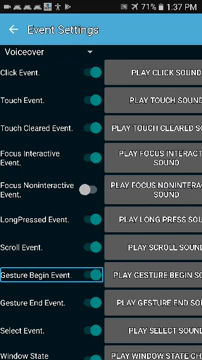 71% 1:37 PM
Event Settings
Voiceover
Click Event. PLAY CLICK SOUND
Touch Event. PLAY TOUCH SOUND
Touch Cleared Event. PLAY TOUCH CLEARED SO
Focus Interactive
Event.
PLAY FOCUS INTERACT
SOUND
Focus Noninteractive
Event.
PLAY FOCUS NONINTERA
SOUND
LongPressed Event. PLAY LONG PRESS SOU
Scroll Event. PLAY SCROLL SOUND
Gesture Begin Event. PLAY GESTURE BEGIN SO
Gesture End Event. PLAY GESTURE END SO
Select Event. PLAY SELECT SOUND
Window State PLAY WINDOW STATE CH